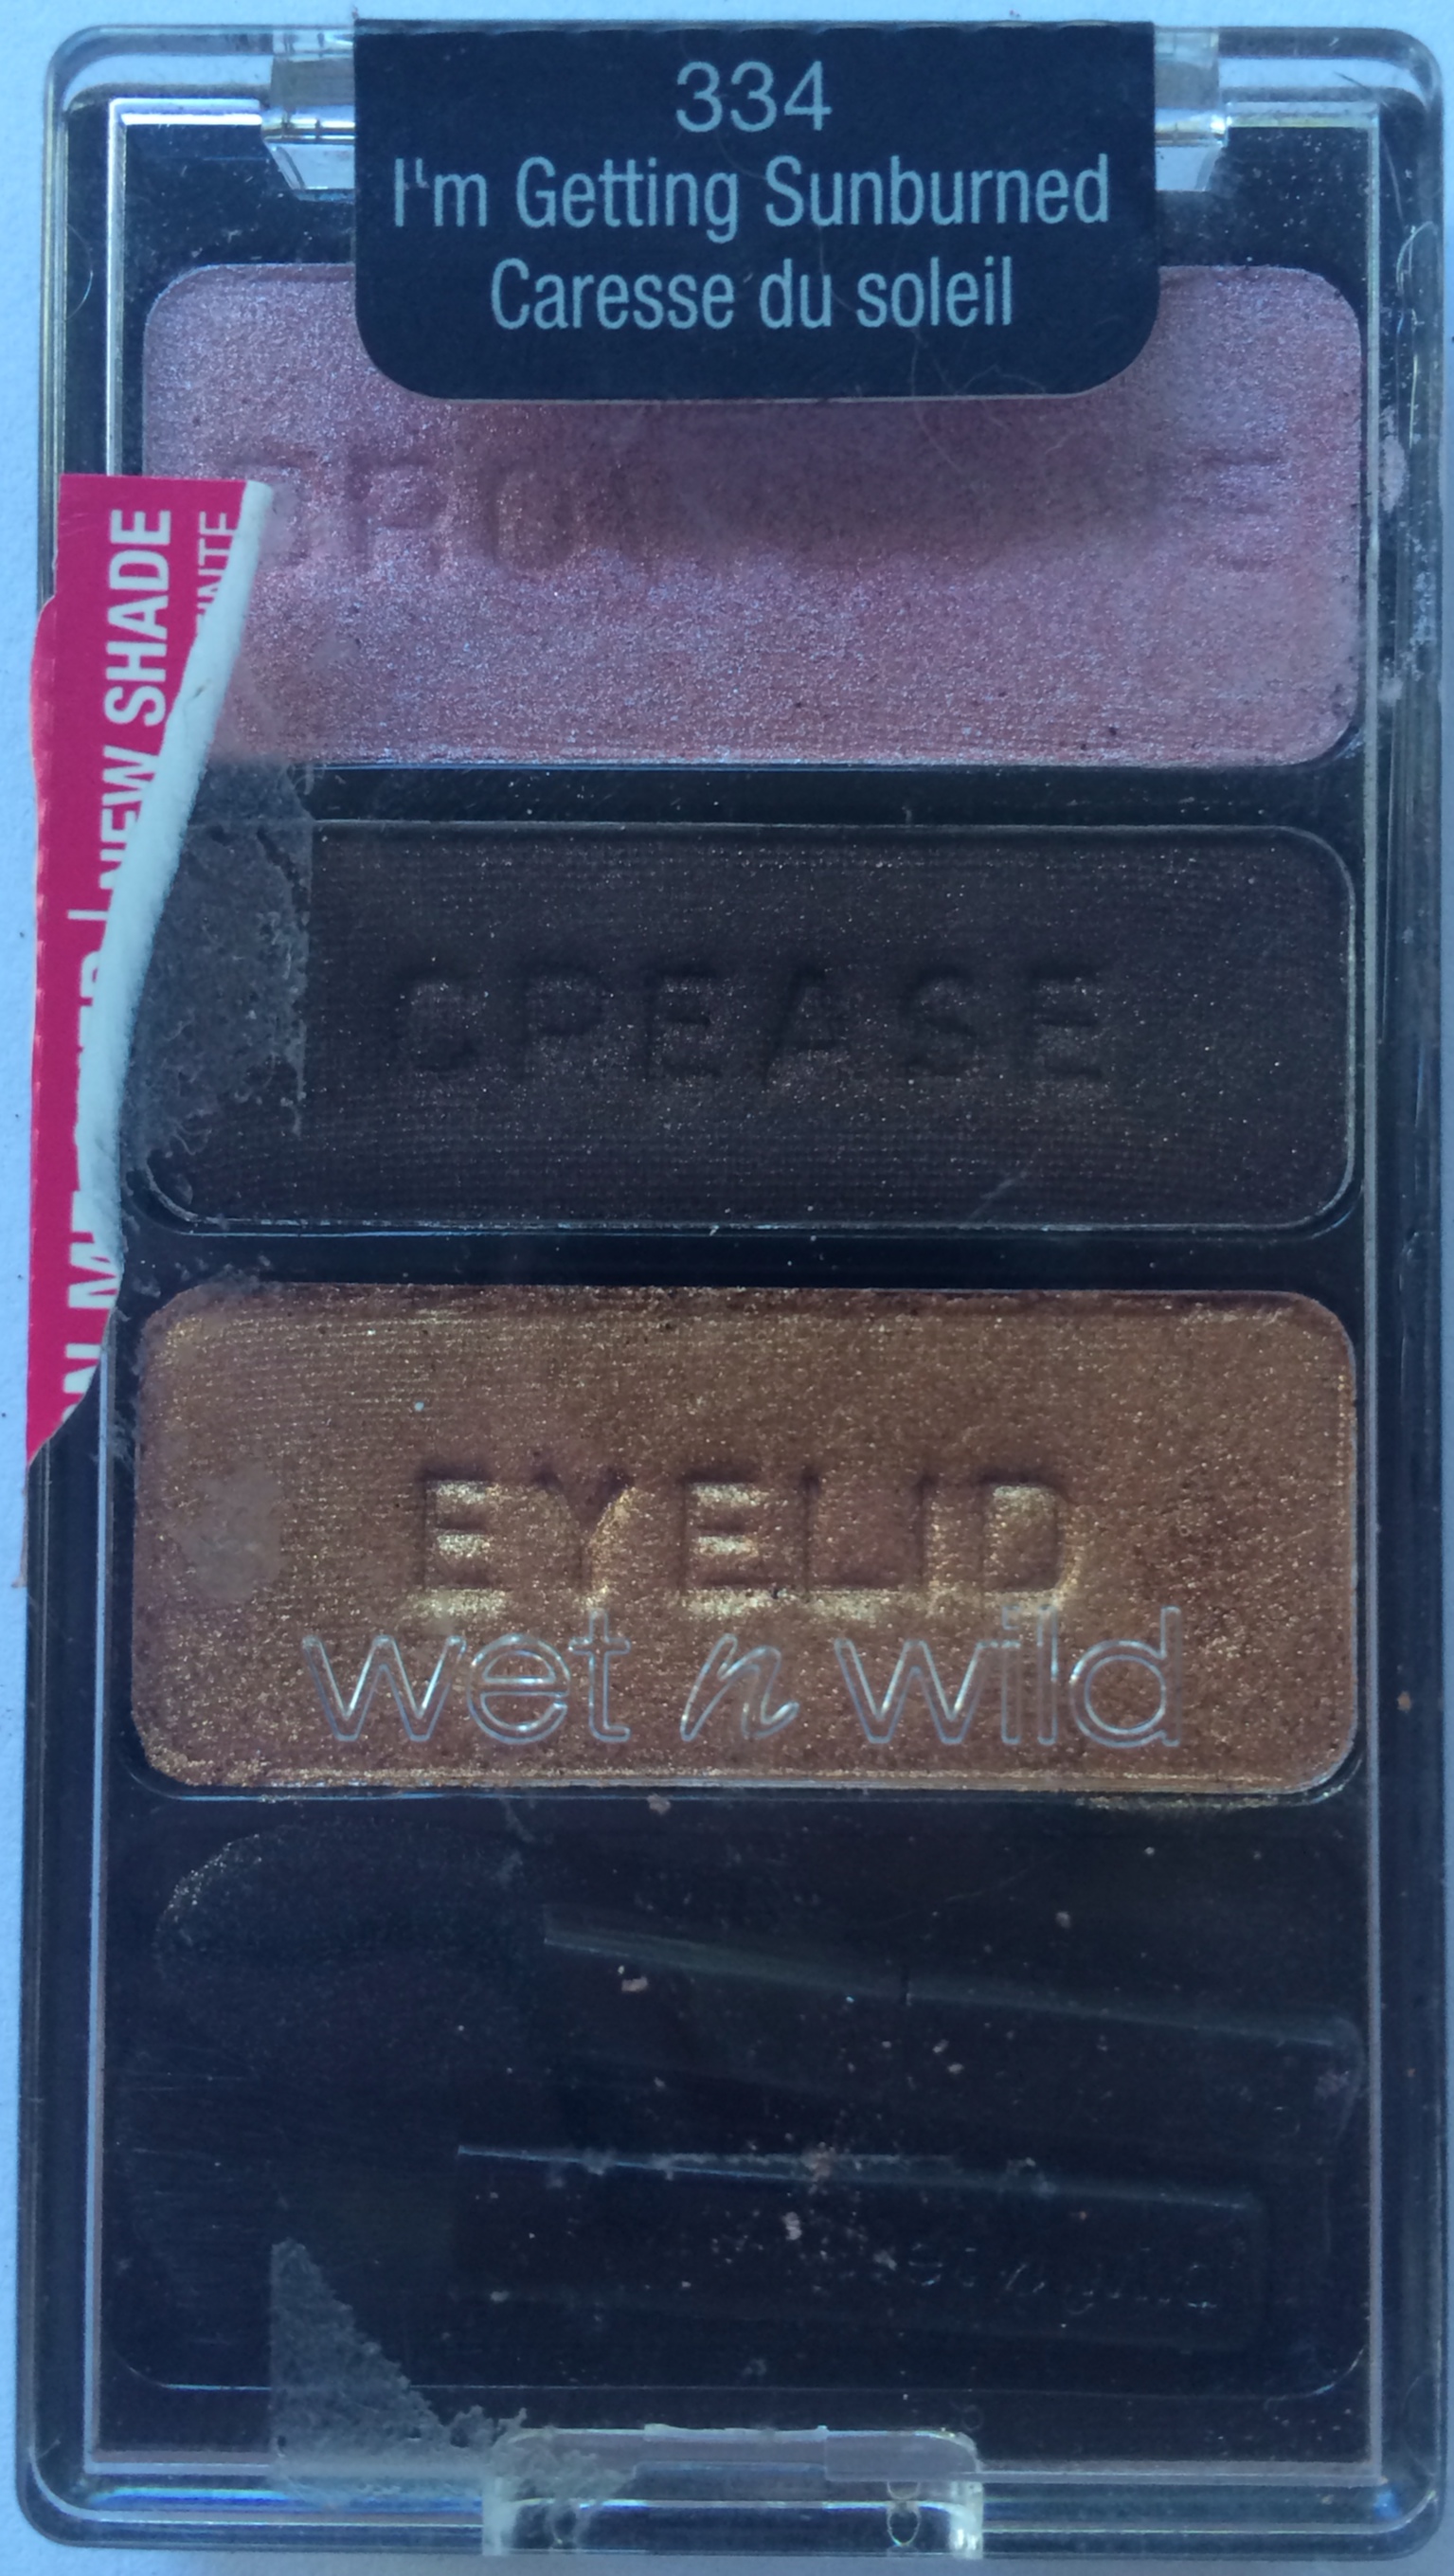 334
I'm Getting Sunburned
Caresse du soleil
NEW SHADE
CREASE
EYELID
wet n wild